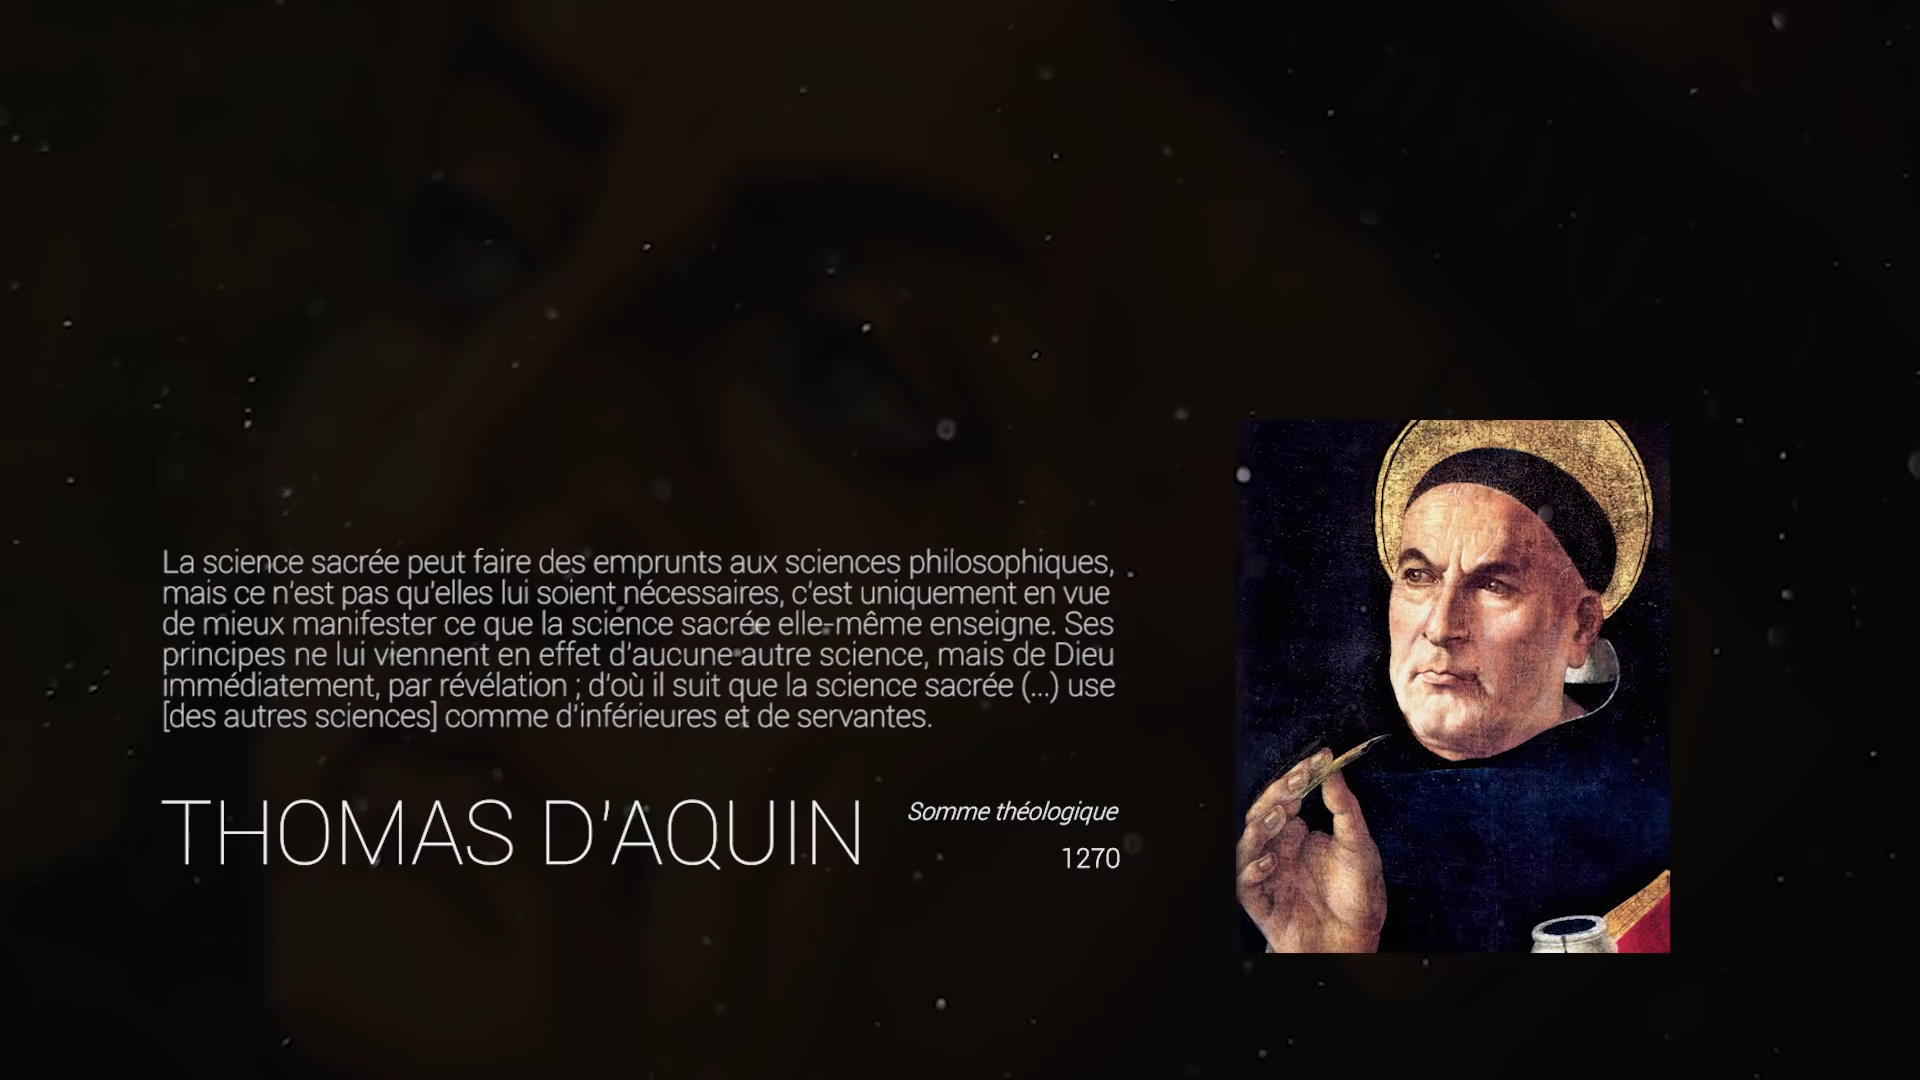 La science sacrée peut faire des emprunts aux sciences philosophiques,
mais ce n'est pas qu'elles lui soient nécessaires, c'est uniquement en vue
de mieux manifester ce que la science sacrée elle-même enseigne. Ses
principes ne lui viennent en effet d'aucune autre science, mais de Dieu
immédiatement, par révélation ; d'où il suit que la science sacrée (...) use
[des autres sciences] comme d'inférieures et de servantes.
THOMAS D'AQUIN
Somme théologique
1270